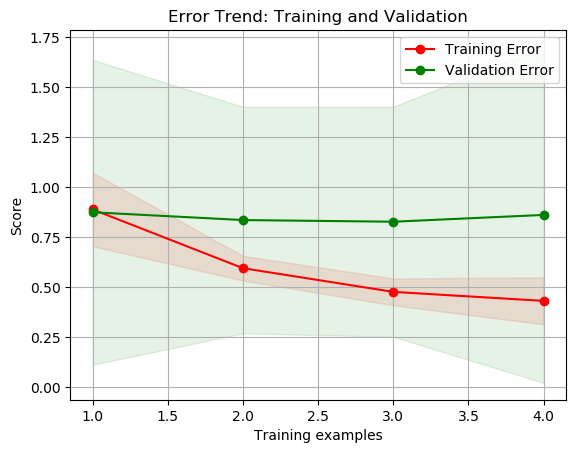 Error Trend: Training and Validation
1.75
1.50
1.25
1.00
0.75
0.50
0.25
0.00
Score
Training Error
Validation Error
1.0 1.5 2.0 2.5 3.0 3.5 4.0
Training examples